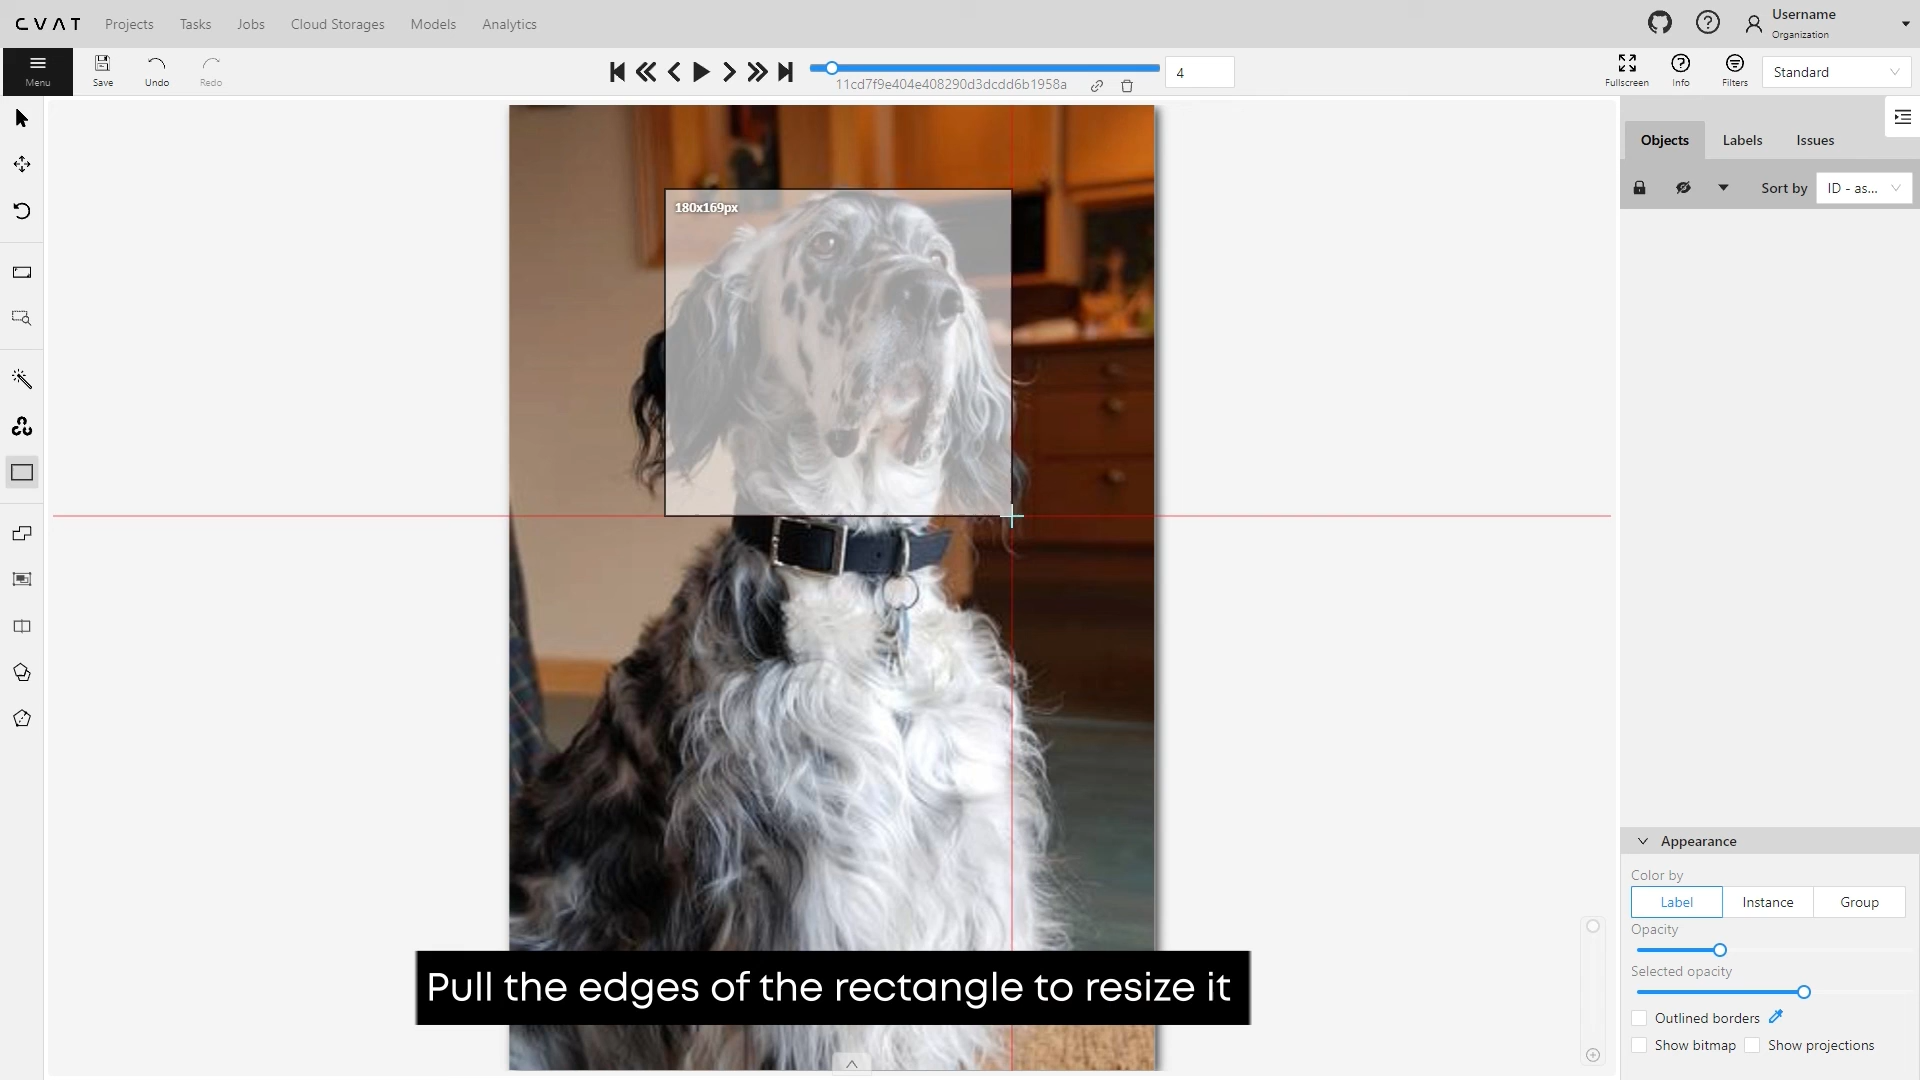 CVAT
Projects
Tasks
Jobs
Cloud Storages
Models
Analytics
Username
Organization
Menu
Save
Undo
Redo
11cd7f9e404e408290d3dcdd6b1958a
4
Fullscreen
Info
Filters
Standard
Objects
Labels
Issues
Sort by
ID - as...
180x169px
Appearance
Color by
Label
Instance
Group
Opacity
Selected opacity
Outlined borders
Show bitmap
Show projections
Pull the edges of the rectangle to resize it